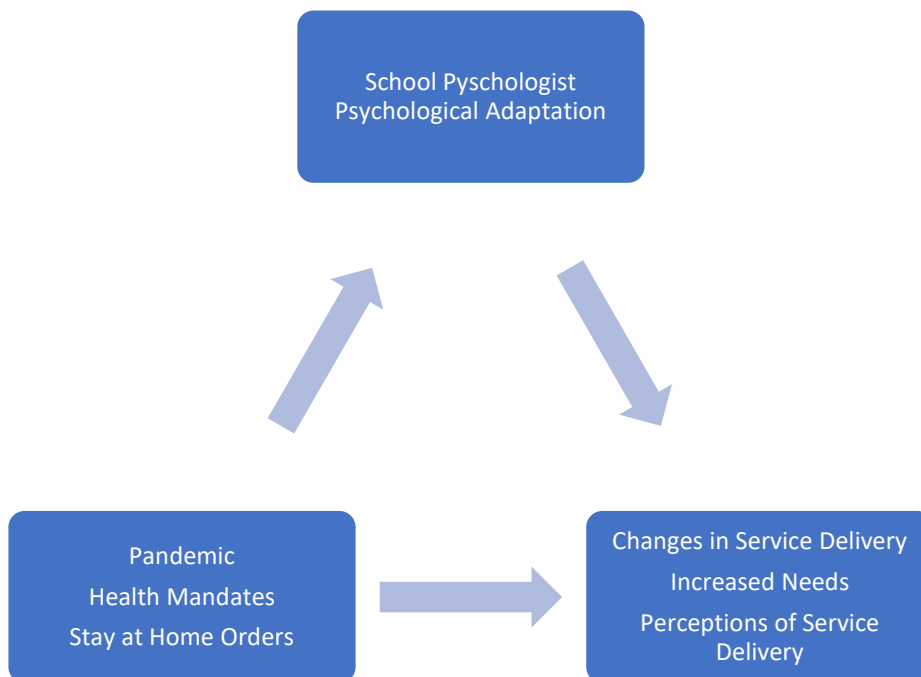 School Pyschologist
Psychological Adaptation
Pandemic
Health Mandates
Stay at Home Orders
Changes in Service Delivery
Increased Needs
Perceptions of Service
Delivery